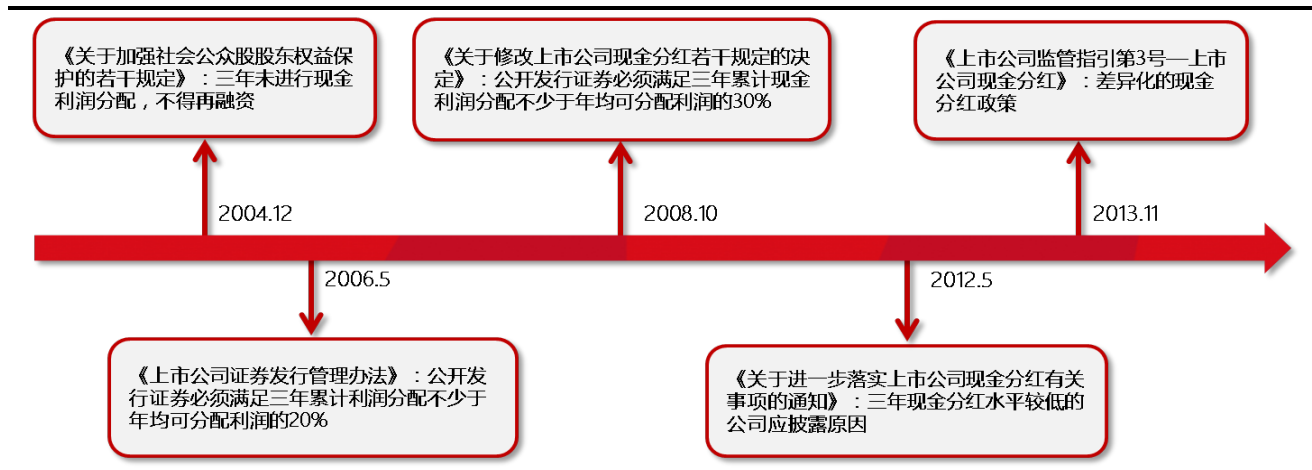 《关于加强社会公众股股东权益保
护的若干规定》：三年未进行现金
利润分配，不得再融资
《关于修改上市公司现金分红若干规定的决
定》：公开发行证券必须满足三年累计现金
利润分配不少于年均可分配利润的30%
《上市公司监管指引第3号—上市
公司现金分红》：差异化的现金
分红政策
2004.12
2008.10
2013.11
2006.5
2012.5
《上市公司证券发行管理办法》：公开发
行证券必须满足三年累计利润分配不少于
年均可分配利润的20%
《关于进一步落实上市公司现金分红有关
事项的通知》：三年现金分红水平较低的
公司应披露原因